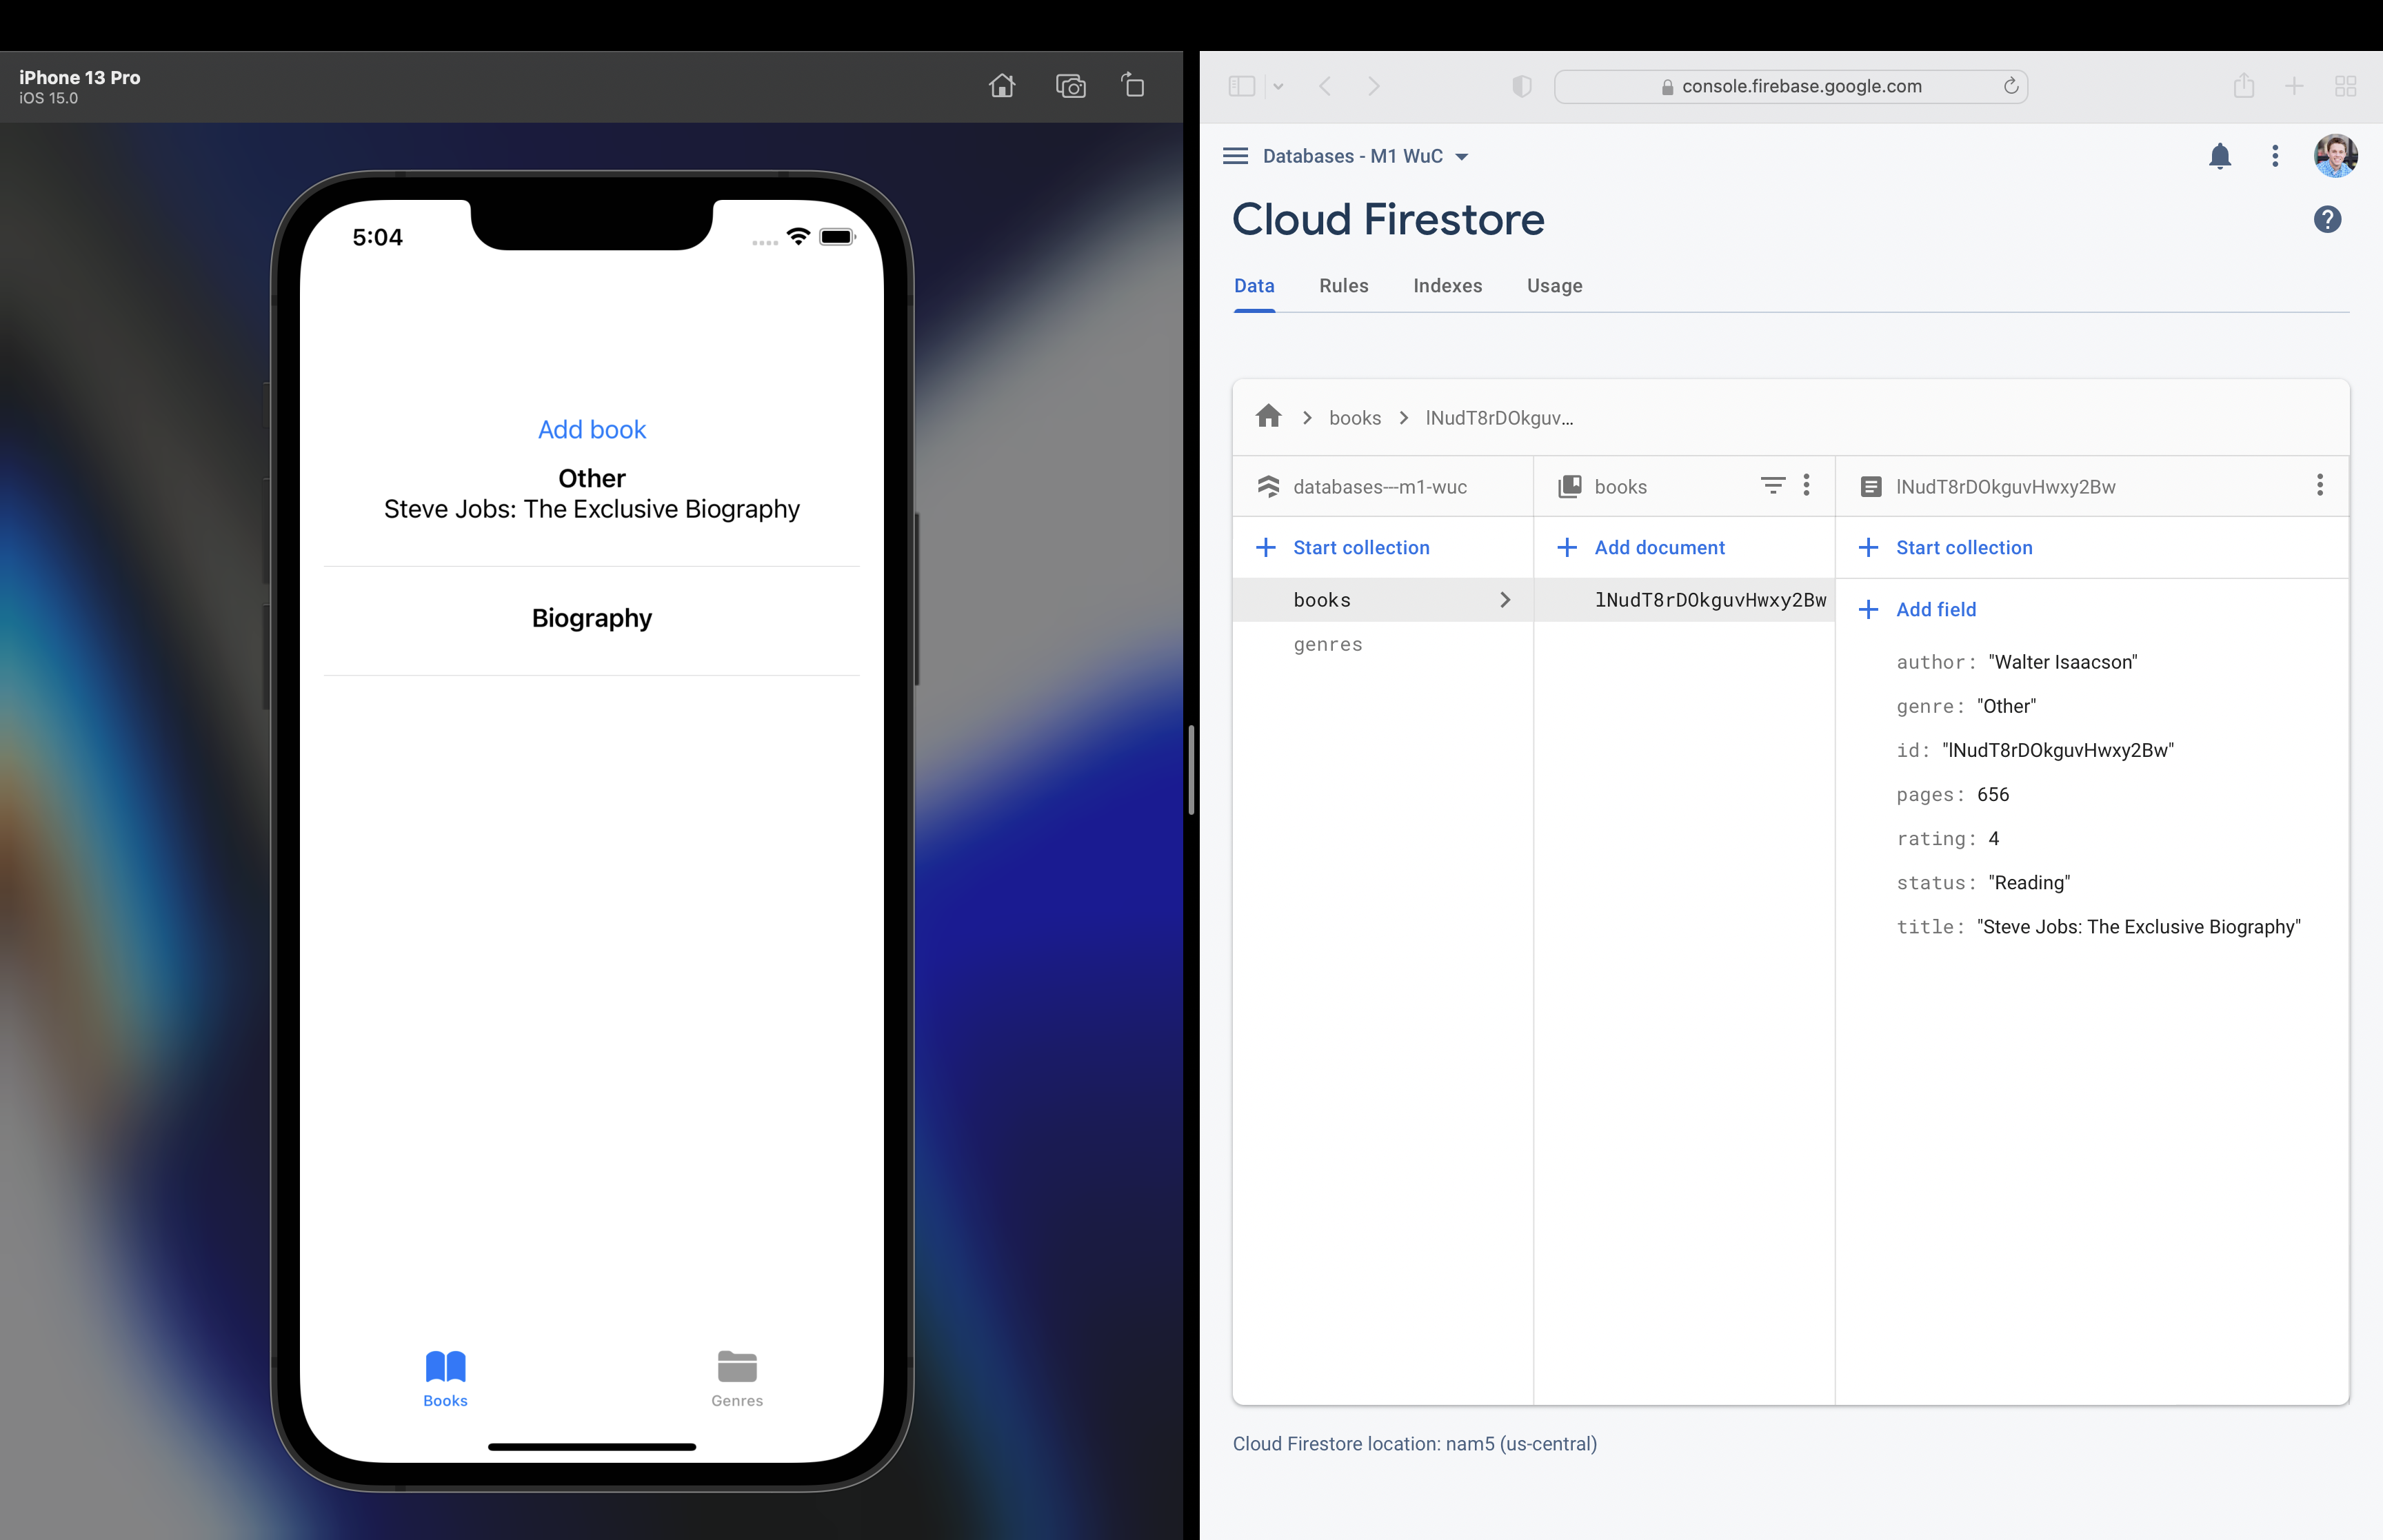 iPhone 13 Pro
iOS 15.0
5:04
Add book
Other
Steve Jobs: The Exclusive Biography
Biography
Books
Genres
console.firebase.google.com
Databases - M1 WuC
Cloud Firestore
Data
Rules
Indexes
Usage
books
lNudT8rDOkguv...
databases---m1-wuc
books
lNudT8rDOkguvHwxy2Bw
Start collection
Add document
Start collection
books
genres
lNudT8rDOkguvHwxy2Bw
Add field
author: "Walter Isaacson"
genre: "Other"
id: "lNudT8rDOkguvHwxy2Bw"
pages: 656
rating: 4
status: "Reading"
title: "Steve Jobs: The Exclusive Biography"
Cloud Firestore location: nam5 (us-central)